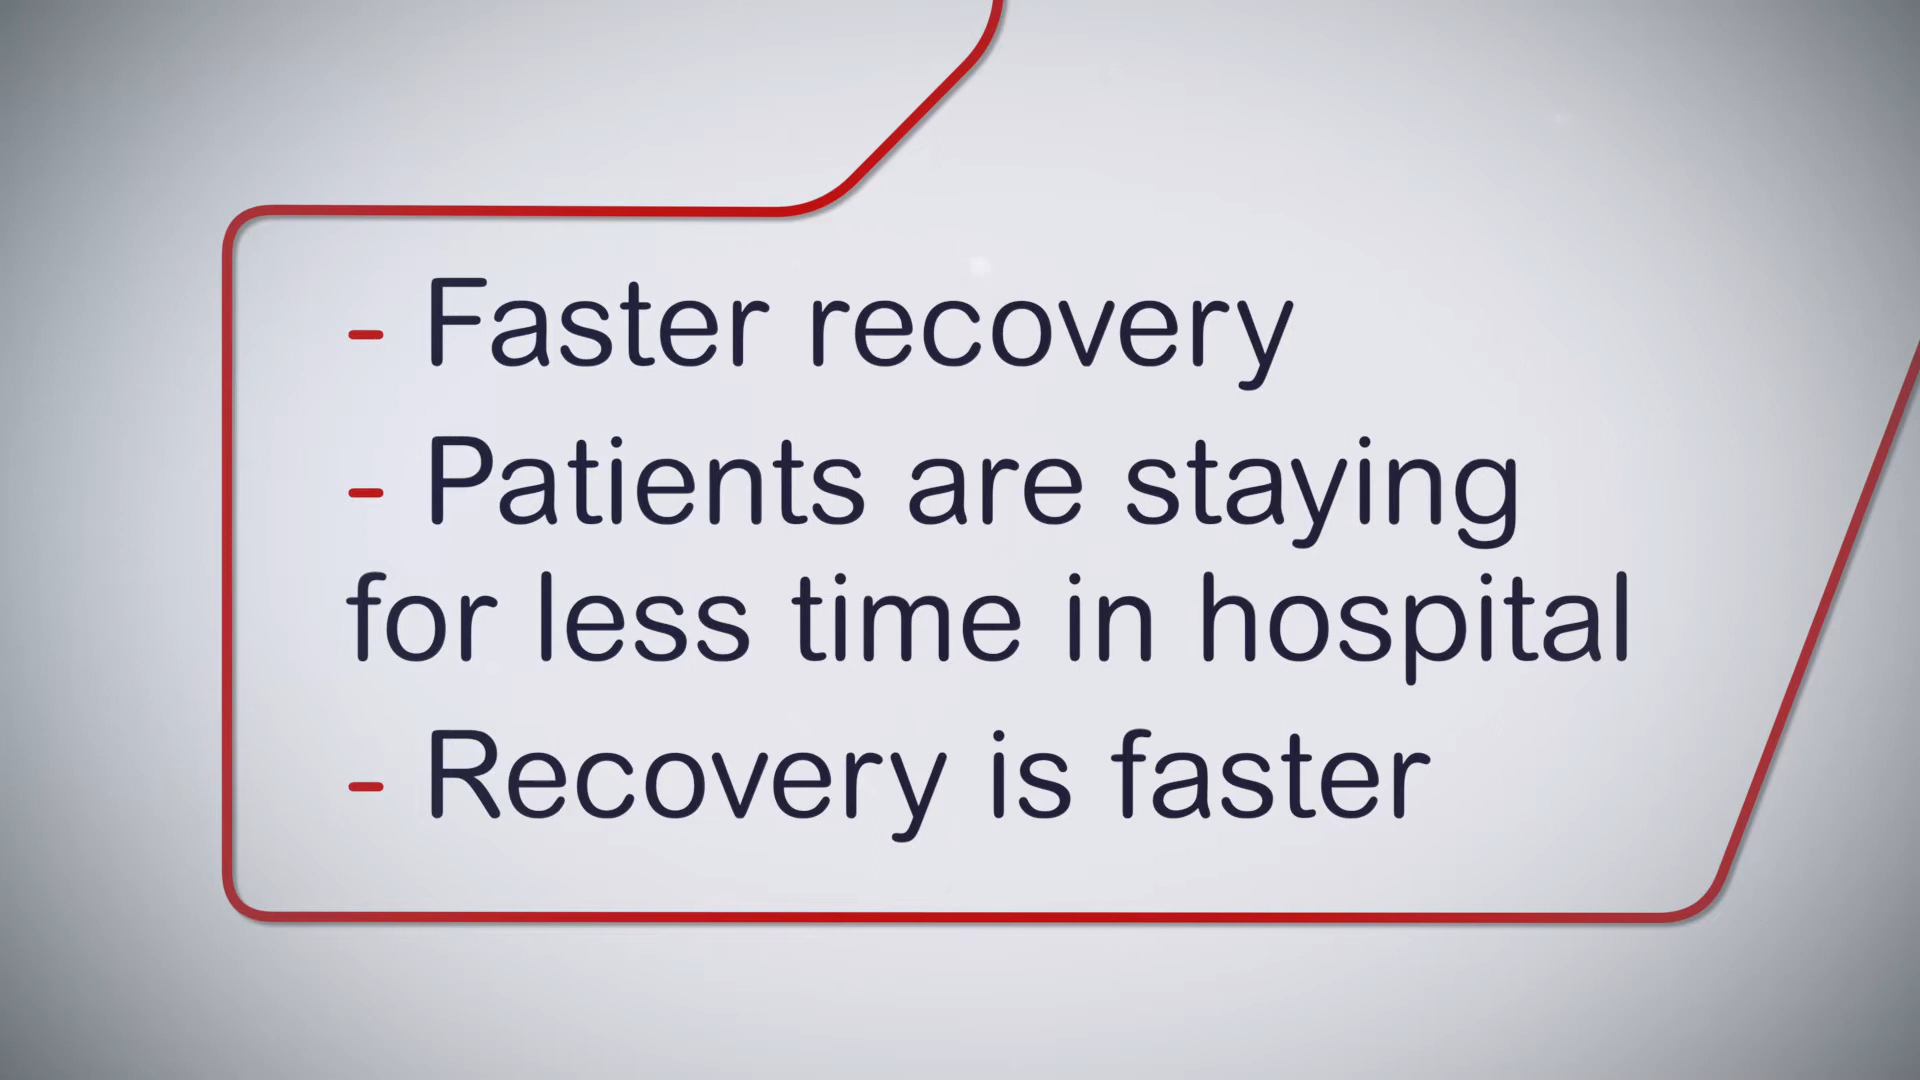 - Faster recovery
- Patients are staying
for less time in hospital
- Recovery is faster